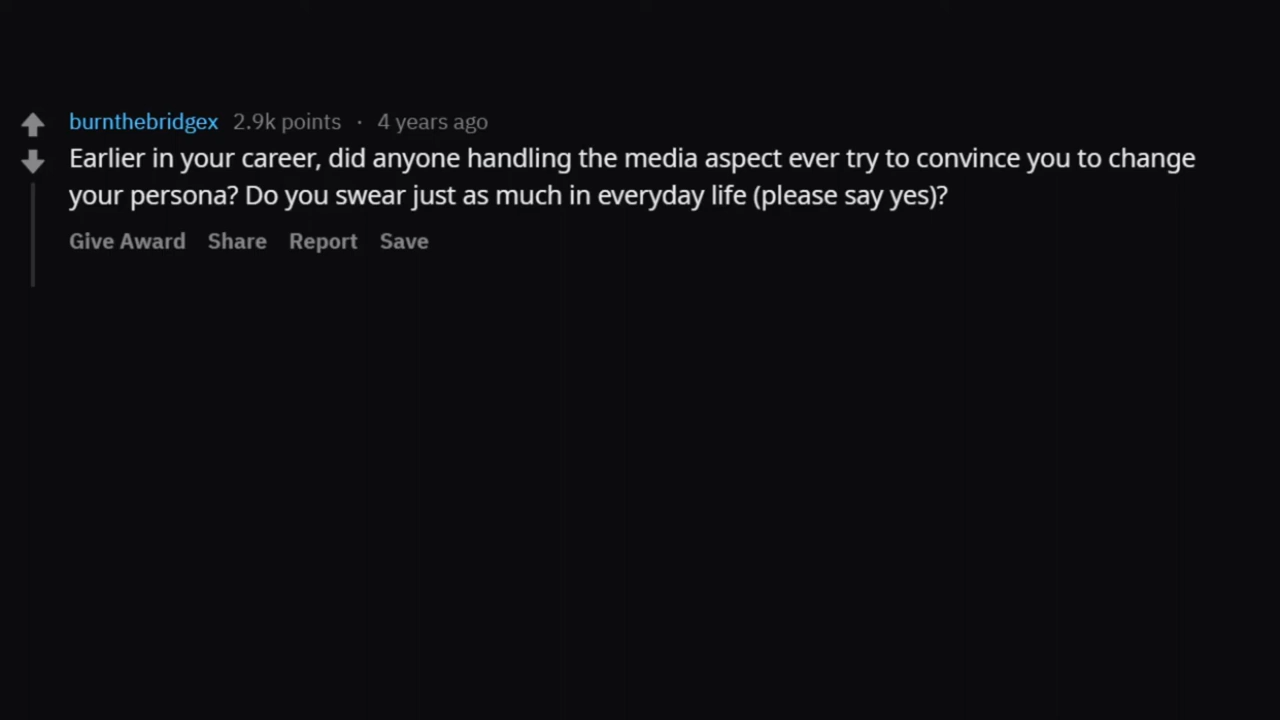 burnthebridgex 2.9k points · 4 years ago
Earlier in your career, did anyone handling the media aspect ever try to convince you to change
your persona? Do you swear just as much in everyday life (please say yes)?
Give Award Share Report Save